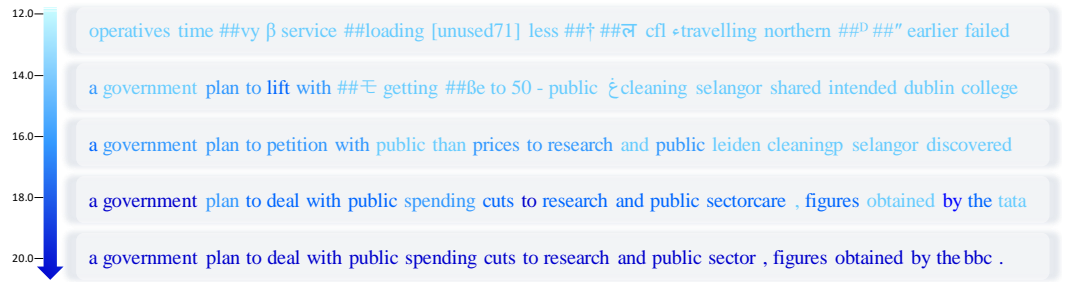 12.0
operatives time ##vy β service ##loading [unused71] less ##† ##ल cfl ء travelling northern ##ᴰ ##″ earlier failed
14.0
a government plan to lift with ##モ getting ##ße to 50 - public غ cleaning selangor shared intended dublin college
16.0
a government plan to petition with public than prices to research and public leiden cleaningp selangor discovered
18.0
a government plan to deal with public spending cuts to research and public sectorcare , figures obtained by the tata
20.0
a government plan to deal with public spending cuts to research and public sector , figures obtained by the bbc .